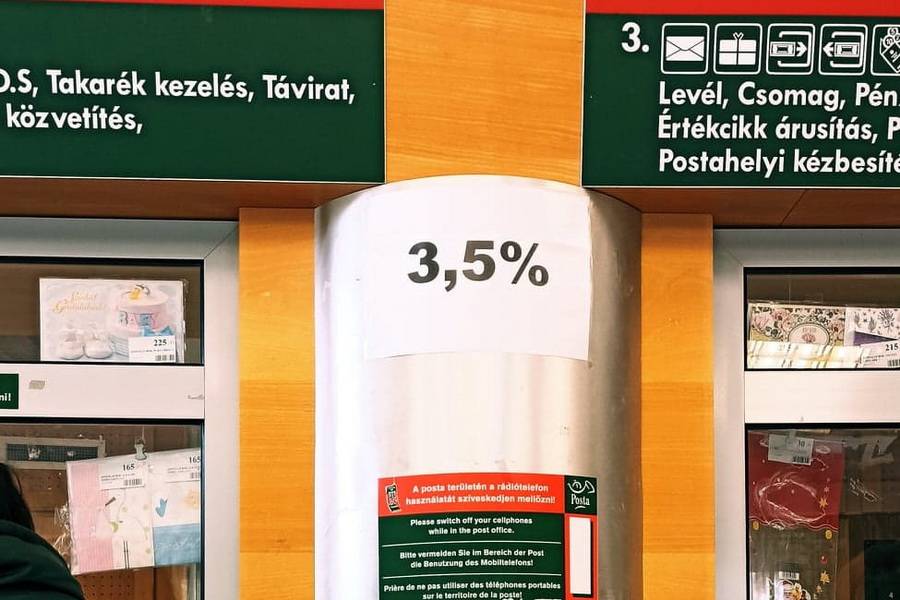 Takarék kezelés, Távirat,
közvetítés,
3.
Levél, Csomag,
Értékcikk árusítás,
Postahelyi
3,5%
225
215
165
165
10
A posta területén a rádiótelefon
használatát szíveskedjen mellőzni!
Posta
Please switch off your cellphones
while in the post office.
Bitte vermeiden Sie im Bereich der Post
die Benutzung des Mobiltelefons!
Prière de ne pas utiliser des téléphones portables
sur le territoire de la poste!